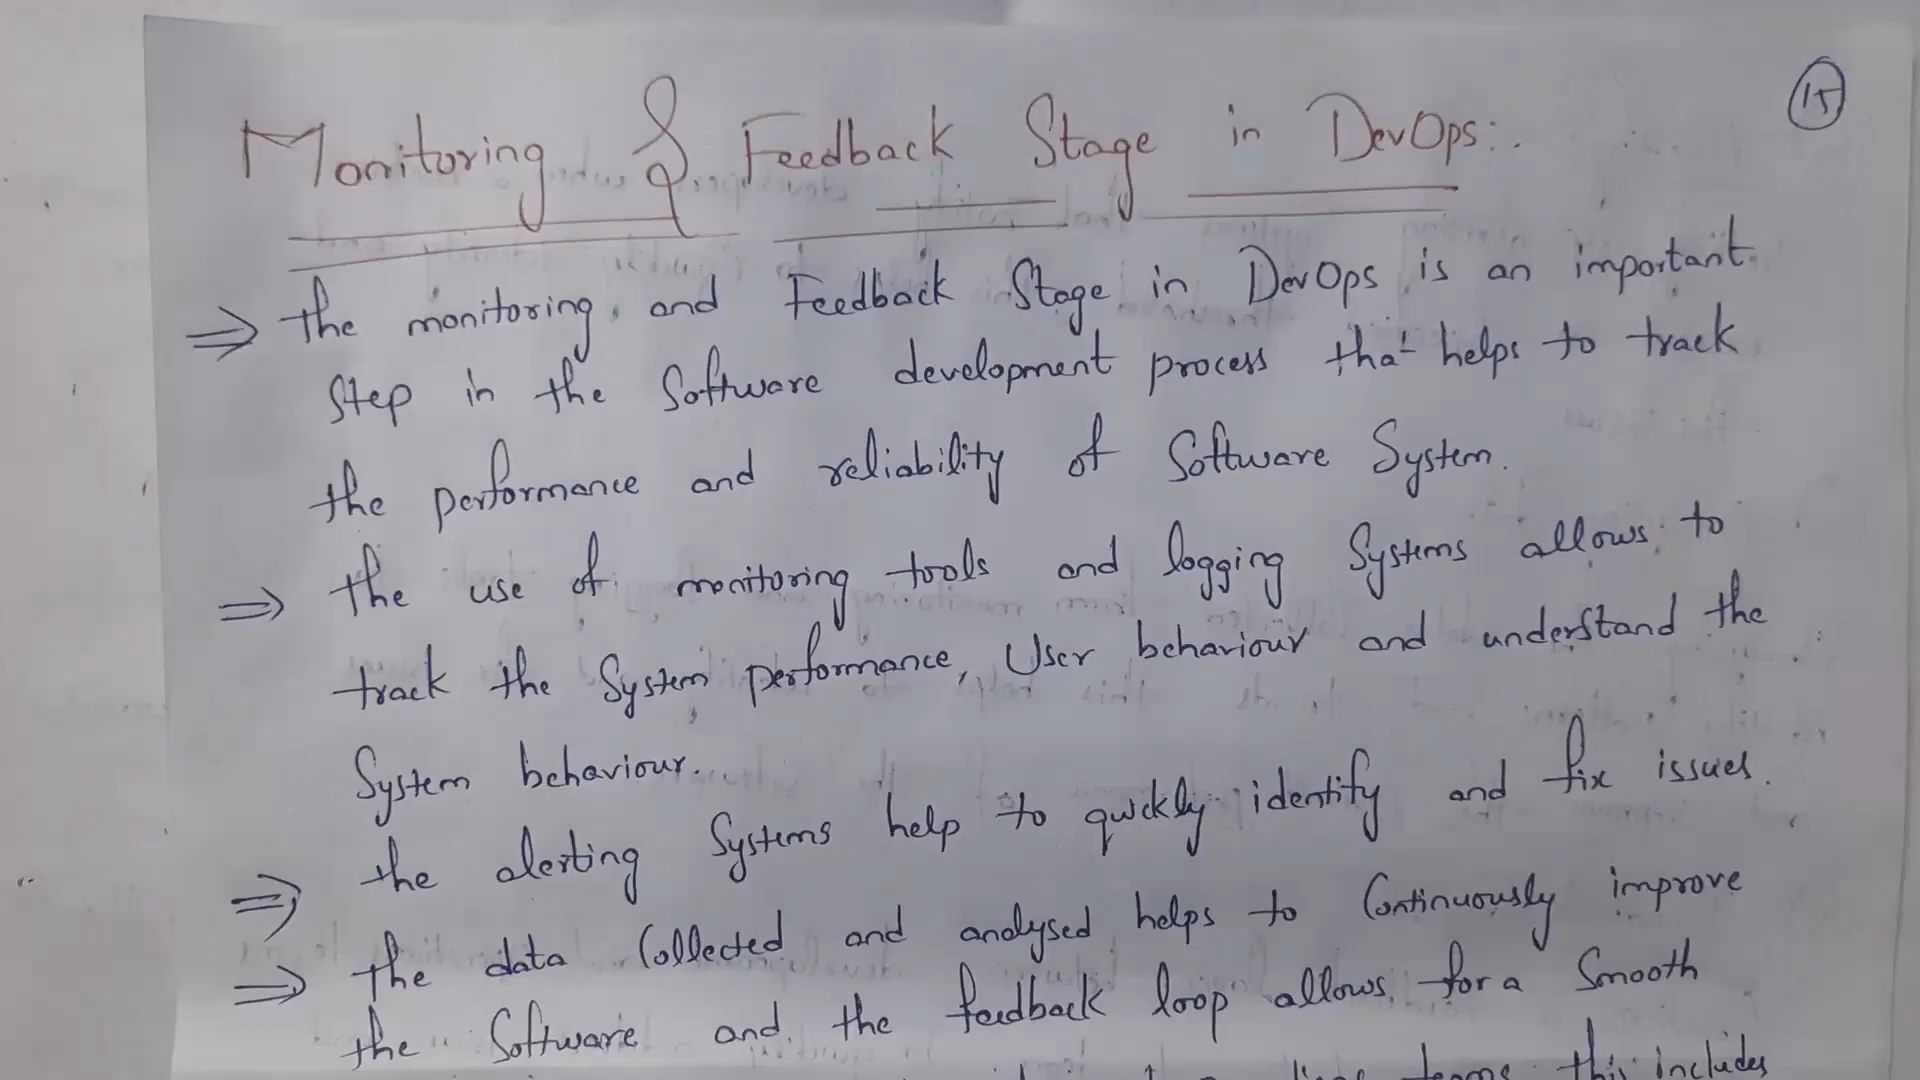 15
Monitoring & Feedback Stage in DevOps:.
⇒ the monitoring and Feedback Stage in DevOps is an important
Step in the Software development process that helps to track
the performance and reliability of Software System.
⇒ the use of monitoring tools and logging Systems allows to
track the System performance, User behaviour and understand the
System behaviour.
⇒ the alerting Systems help to quickly identify and fix issues.
⇒ the data Collected and analysed helps to Continuously improve
the Software and the feedback loop allows for a Smooth
teams this includes